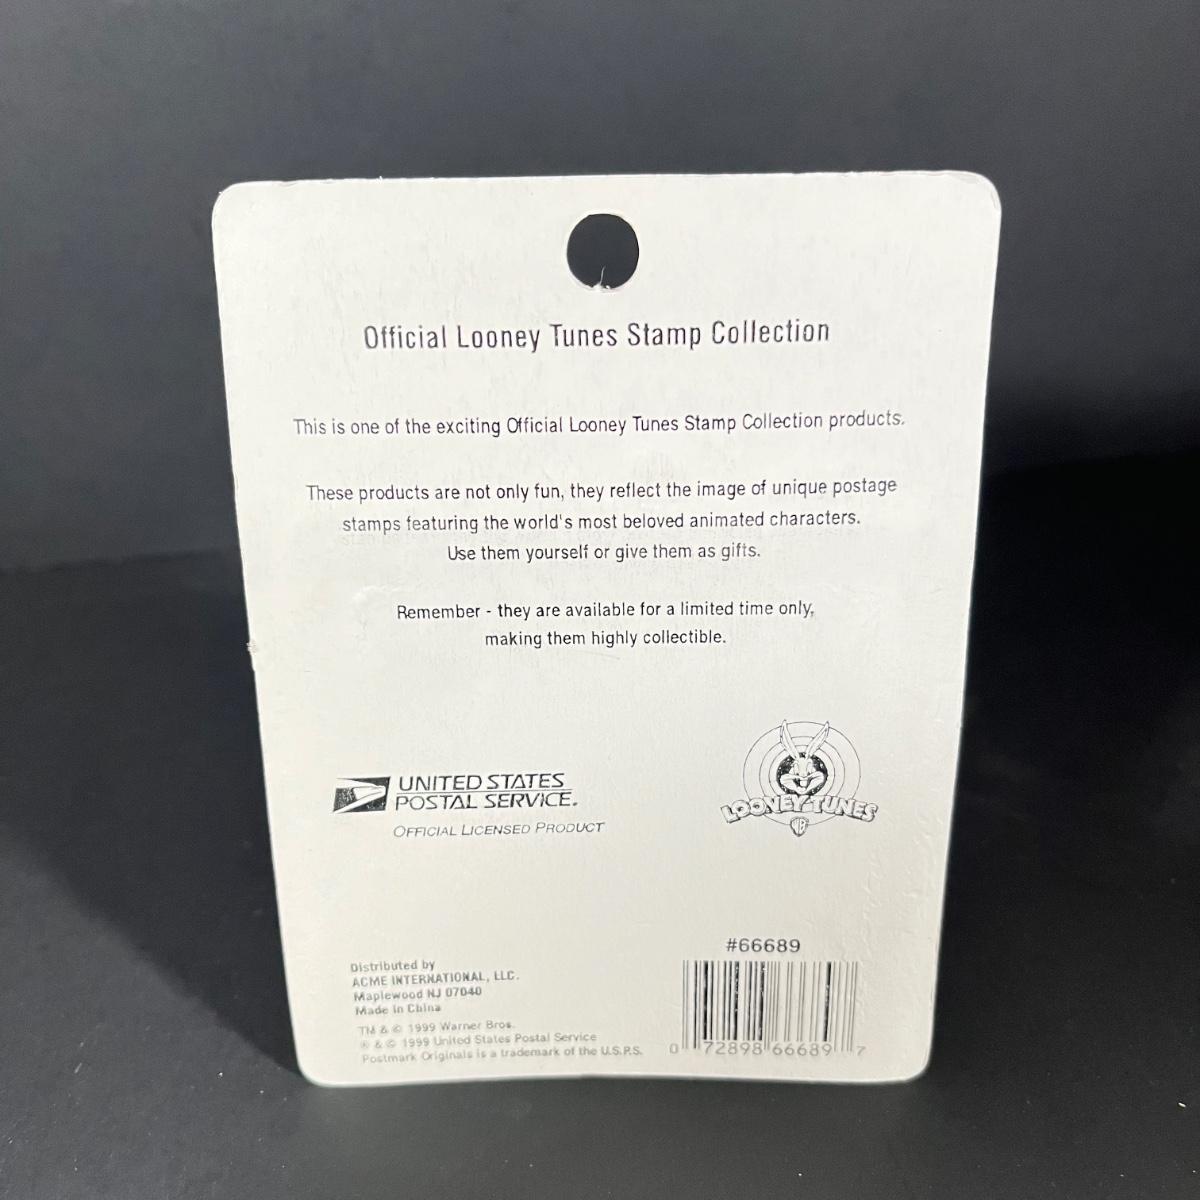 Official Looney Tunes Stamp Collection
This is one of the exciting Official Looney Tunes Stamp Collection products.
These products are not only fun, they reflect the image of unique postage
stamps featuring the world's most beloved animated characters.
Use them yourself or give them as gifts.
Remember - they are available for a limited time only,
making them highly collectible.
UNITED STATES
POSTAL SERVICE.
OFFICIAL LICENSED PRODUCT
LOONEY TUNES
WB
Distributed by
ACME INTERNATIONAL, LLC.
Maplewood NJ 07040
Made in China
TM & © 1999 Warner Bros.
® & © 1999 United States Postal Service
Postmark Originals is a trademark of the U.S.P.S.
#66689
0 72898 66689 7